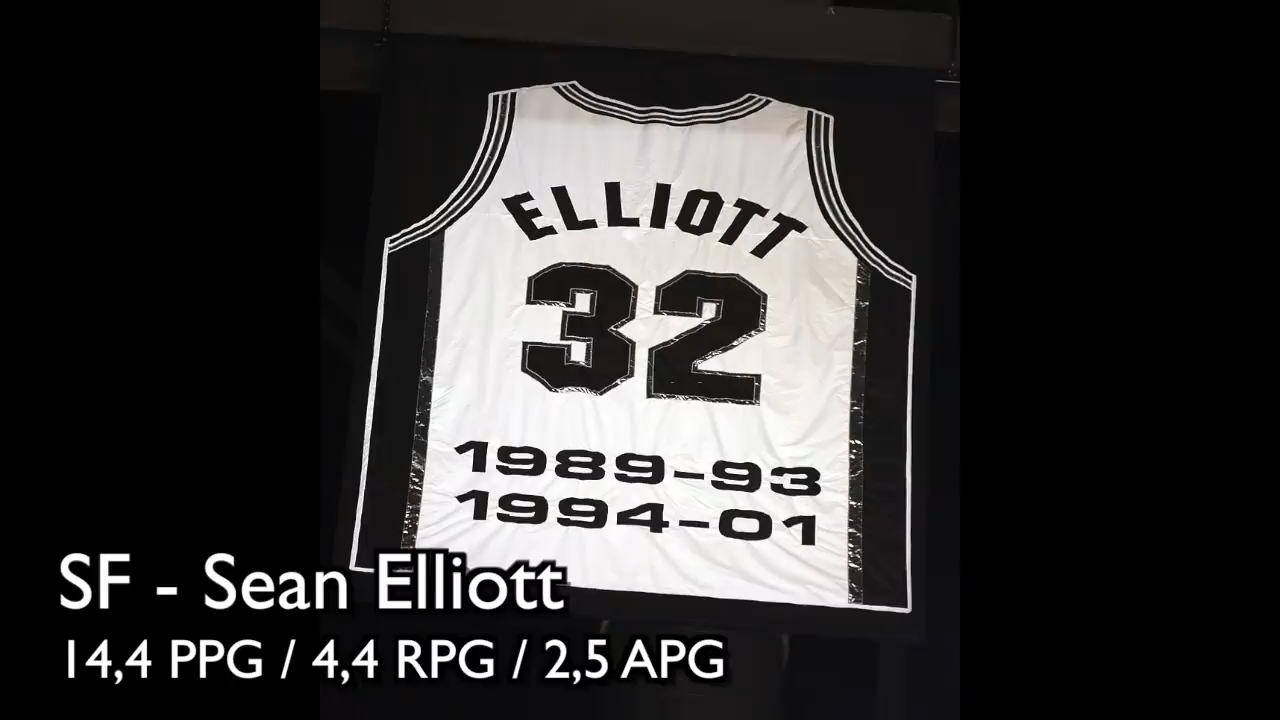 ELLIOTT
32
1989-93
1994-01
SF - Sean Elliott
14,4 PPG / 4,4 RPG / 2,5 APG